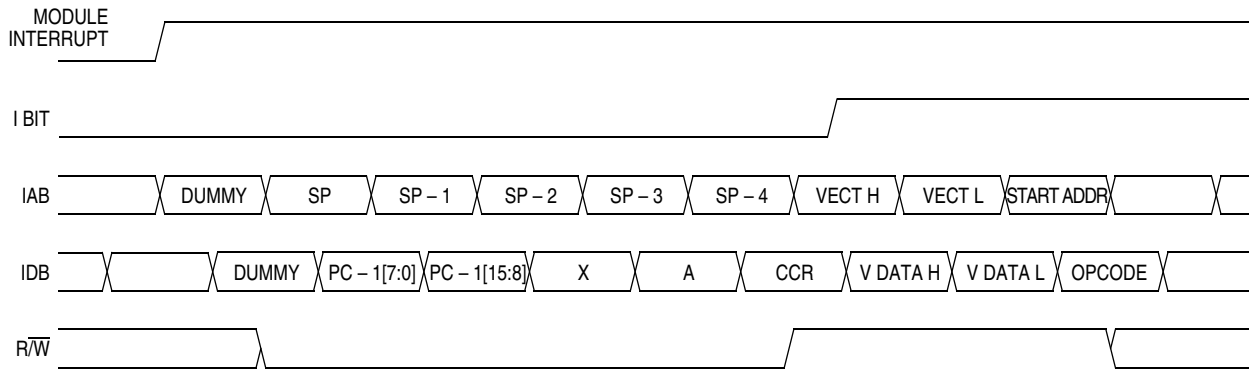 MODULE
INTERRUPT
I BIT
IAB DUMMY SP SP – 1 SP – 2 SP – 3 SP – 4 VECT H VECT L START ADDR
IDB DUMMY PC – 1[7:0] PC – 1[15:8] X A CCR V DATA H V DATA L OPCODE
R/W̅